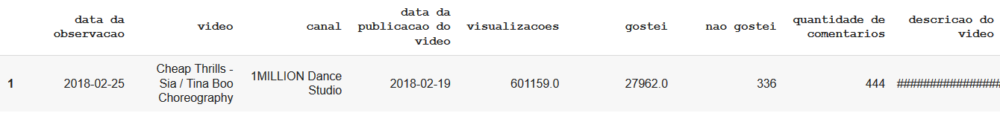 data da observacao
video
canal
data da publicacao do video
visualizacoes
gostei
nao gostei
quantidade de comentarios
descricao do video
1
2018-02-25
Cheap Thrills -
Sia / Tina Boo
Choreography
1MILLION Dance
Studio
2018-02-19
601159.0
27962.0
336
444
################